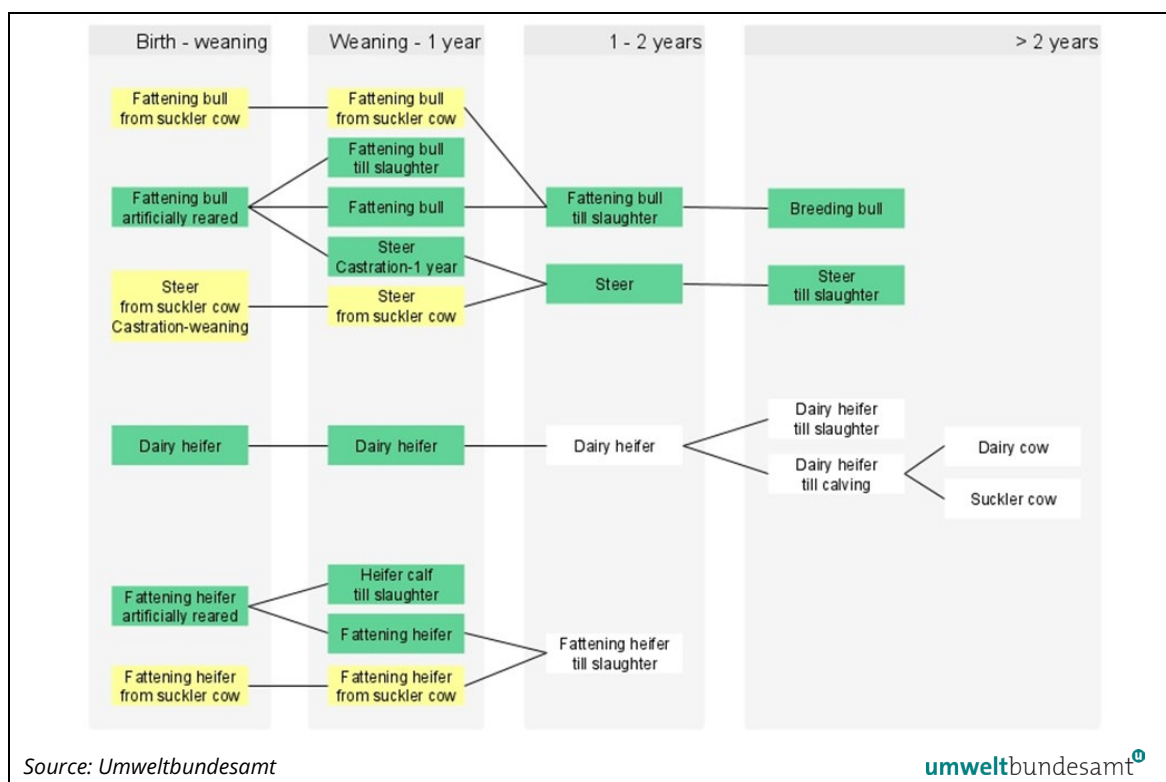 Birth - weaning
Weaning - 1 year
1 - 2 years
> 2 years
Fattening bull
from suckler cow
Fattening bull
artificially reared
Steer
from suckler cow
Castration-weaning
Dairy heifer
Fattening heifer
artificially reared
Fattening heifer
from suckler cow
Fattening bull
from suckler cow
Fattening bull
till slaughter
Fattening bull
Steer
Castration-1 year
Steer
from suckler cow
Dairy heifer
Heifer calf
till slaughter
Fattening heifer
Fattening heifer
from suckler cow
Fattening bull
till slaughter
Steer
Dairy heifer
Fattening heifer
till slaughter
Breeding bull
Steer
till slaughter
Dairy heifer
till slaughter
Dairy heifer
till calving
Dairy cow
Suckler cow
Source: Umweltbundesamt
umweltbundesamt u